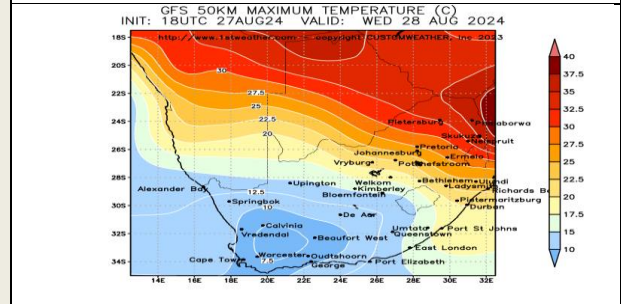 GFS 50KM MAXIMUM TEMPERATURE (C)
INIT: 18UTC 27AUG24 VALID: WED 28 AUG 2024
http://www.1stweather.com -- copyright CUSTOMWEATHER, Inc 2023
18S
20S
22S
24S
26S
28S
30S
32S
34S
14E 16E 18E 20E 22E 24E 26E 28E 30E 32E
40
37.5
35
32.5
30
27.5
25
22.5
20
17.5
15
12.5
10
30
27.5
25
22.5
20
12.5
10
7.5
Pietersburg
Phalaborwa
Skukuza
Nelspruit
Pretoria
Johannesburg
Ermelo
Vryburg
Potchefstroom
Welkom
Bethlehem
Ulundi
Alexander Bay
Upington
Kimberley
Ladysmith
Richards B
Bloemfontein
Springbok
Pietermaritzburg
Durban
De Aar
Calvinia
Umtata
Port St Johns
Vredendal
Beaufort West
Queenstown
East London
Cape Town
Worcester
Oudtshoorn
George
Port Elizabeth